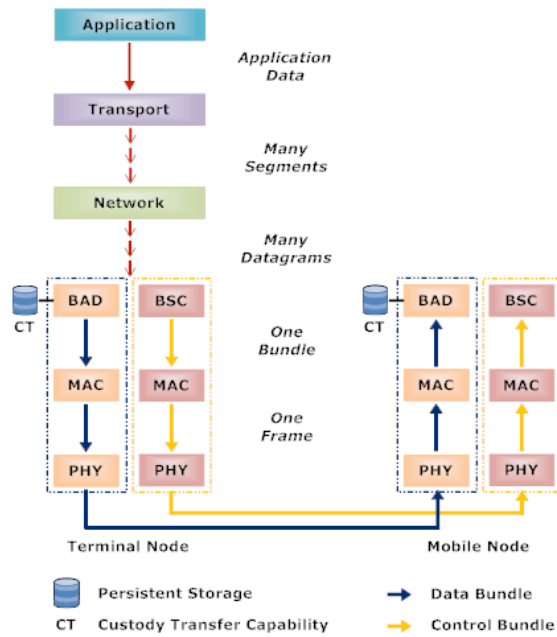 Application
Application
Data
Transport
Many
Segments
Network
Many
Datagrams
BAD BSC BAD BSC
CT CT
One
Bundle
MAC MAC MAC MAC
One
Frame
PHY PHY PHY PHY
Terminal Node Mobile Node
Persistent Storage Data Bundle
CT Custody Transfer Capability Control Bundle